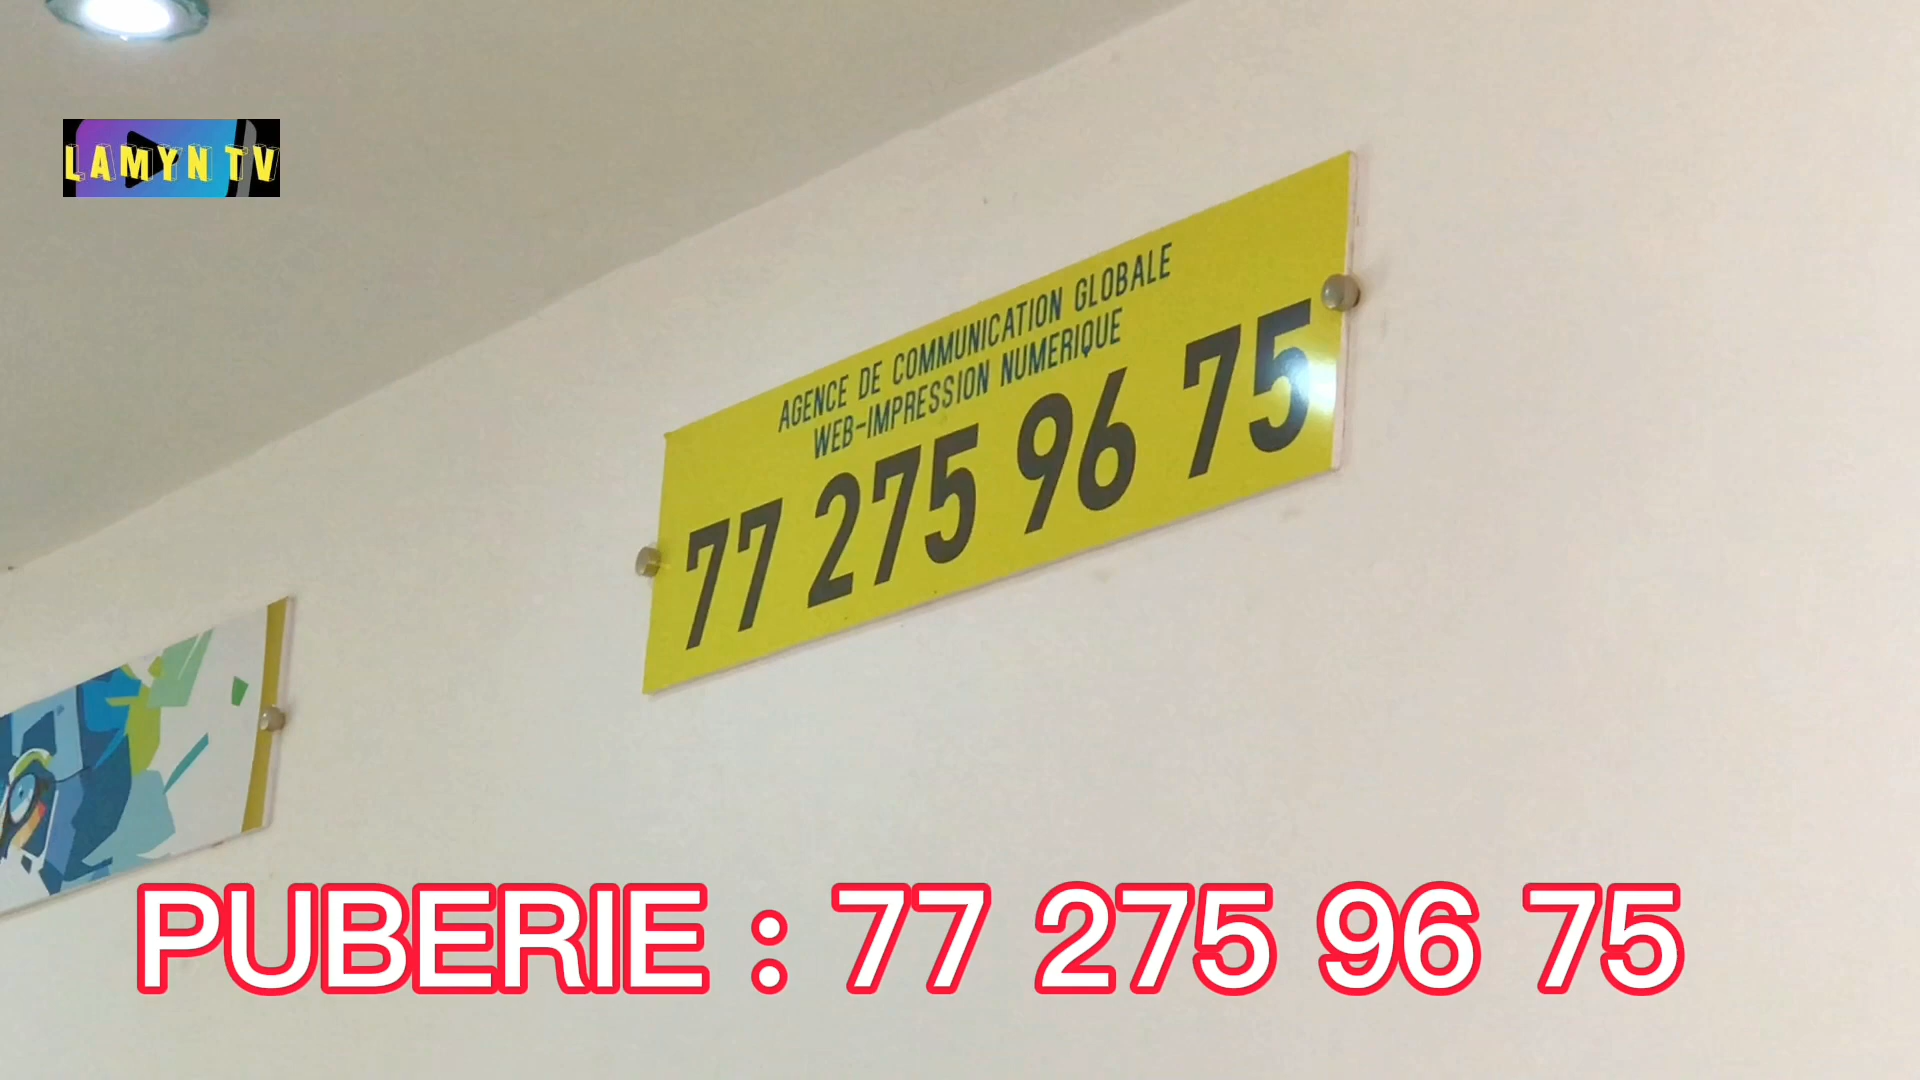 LAMYN TV
AGENCE DE COMMUNICATION GLOBALE
WEB-IMPRESSION NUMERIQUE
77 275 96 75
PUBERIE : 77 275 96 75